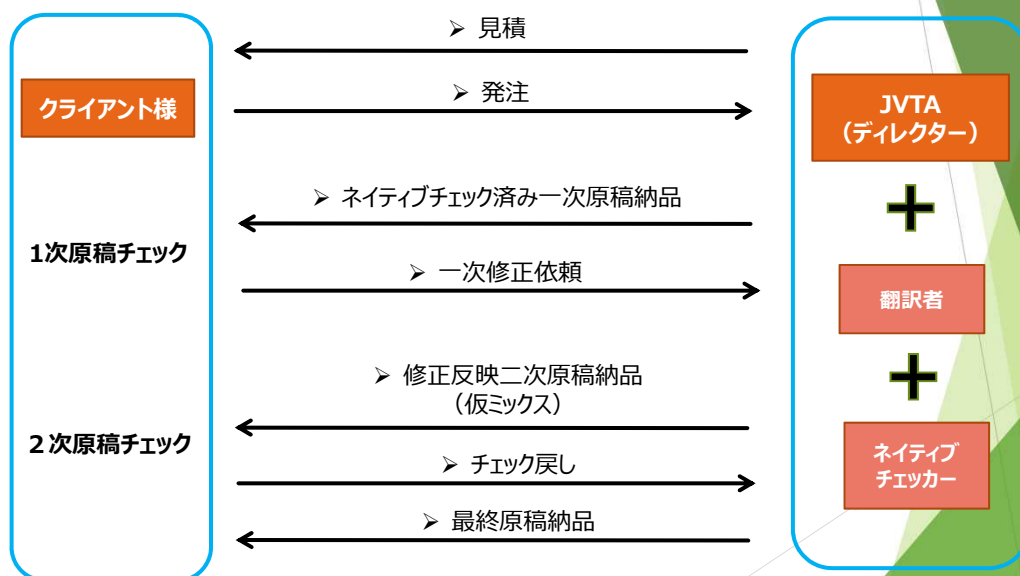 ➢ 見積
クライアント様
➢ 発注
JVTA
（ディレクター）
➢ ネイティブチェック済み一次原稿納品
1次原稿チェック
➢ 一次修正依頼
翻訳者
➢ 修正反映二次原稿納品
（仮ミックス）
２次原稿チェック
➢ チェック戻し
ネイティブ
チェッカー
➢ 最終原稿納品